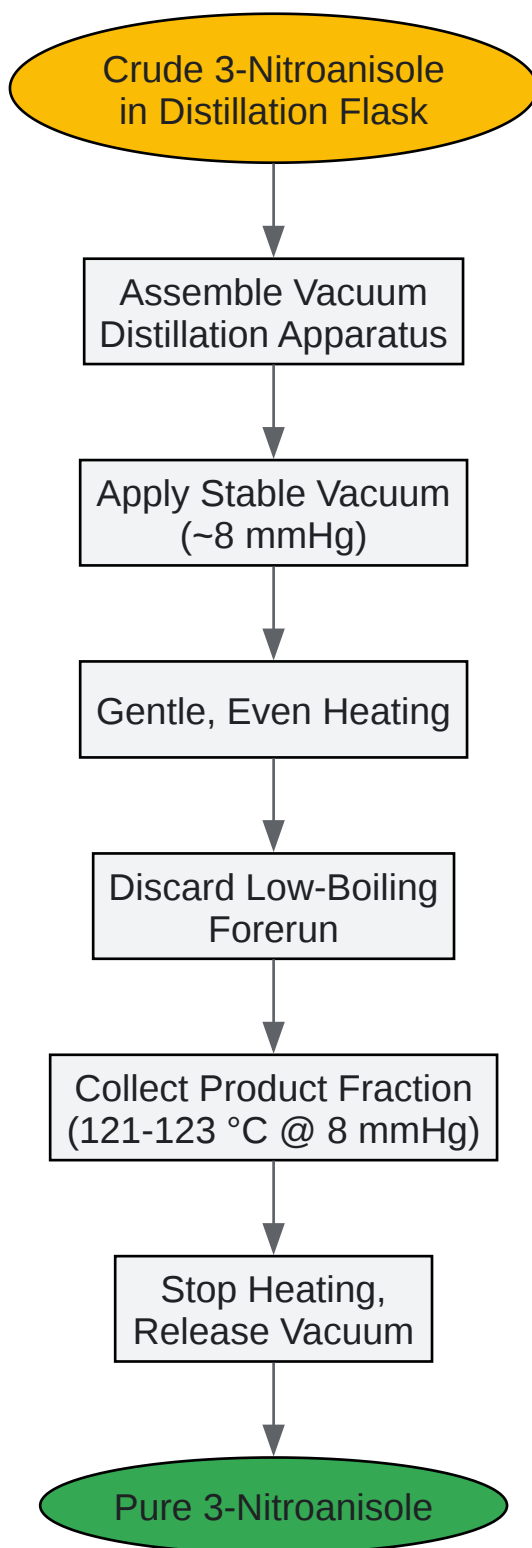 Crude 3-Nitroanisole
in Distillation Flask
Assemble Vacuum
Distillation Apparatus
Apply Stable Vacuum
(~8 mmHg)
Gentle, Even Heating
Discard Low-Boiling
Forerun
Collect Product Fraction
(121-123 °C @ 8 mmHg)
Stop Heating,
Release Vacuum
Pure 3-Nitroanisole